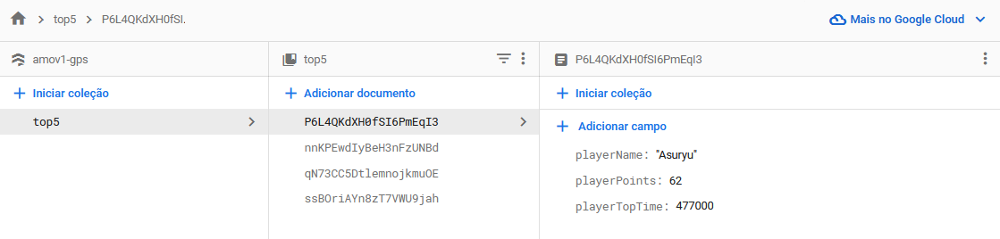 top5 P6L4QKdXH0fSI. Mais no Google Cloud
amov1-gps
Iniciar coleção
top5
top5
Adicionar documento
P6L4QKdXH0fSI6PmEqI3
nnKPEwdIyBeH3nFzUNBd
qN73CC5DtlemnojkmuOE
ssBOriAYn8zT7VWU9jah
P6L4QKdXH0fSI6PmEqI3
Iniciar coleção
Adicionar campo
playerName: "Asuryu"
playerPoints: 62
playerTopTime: 477000